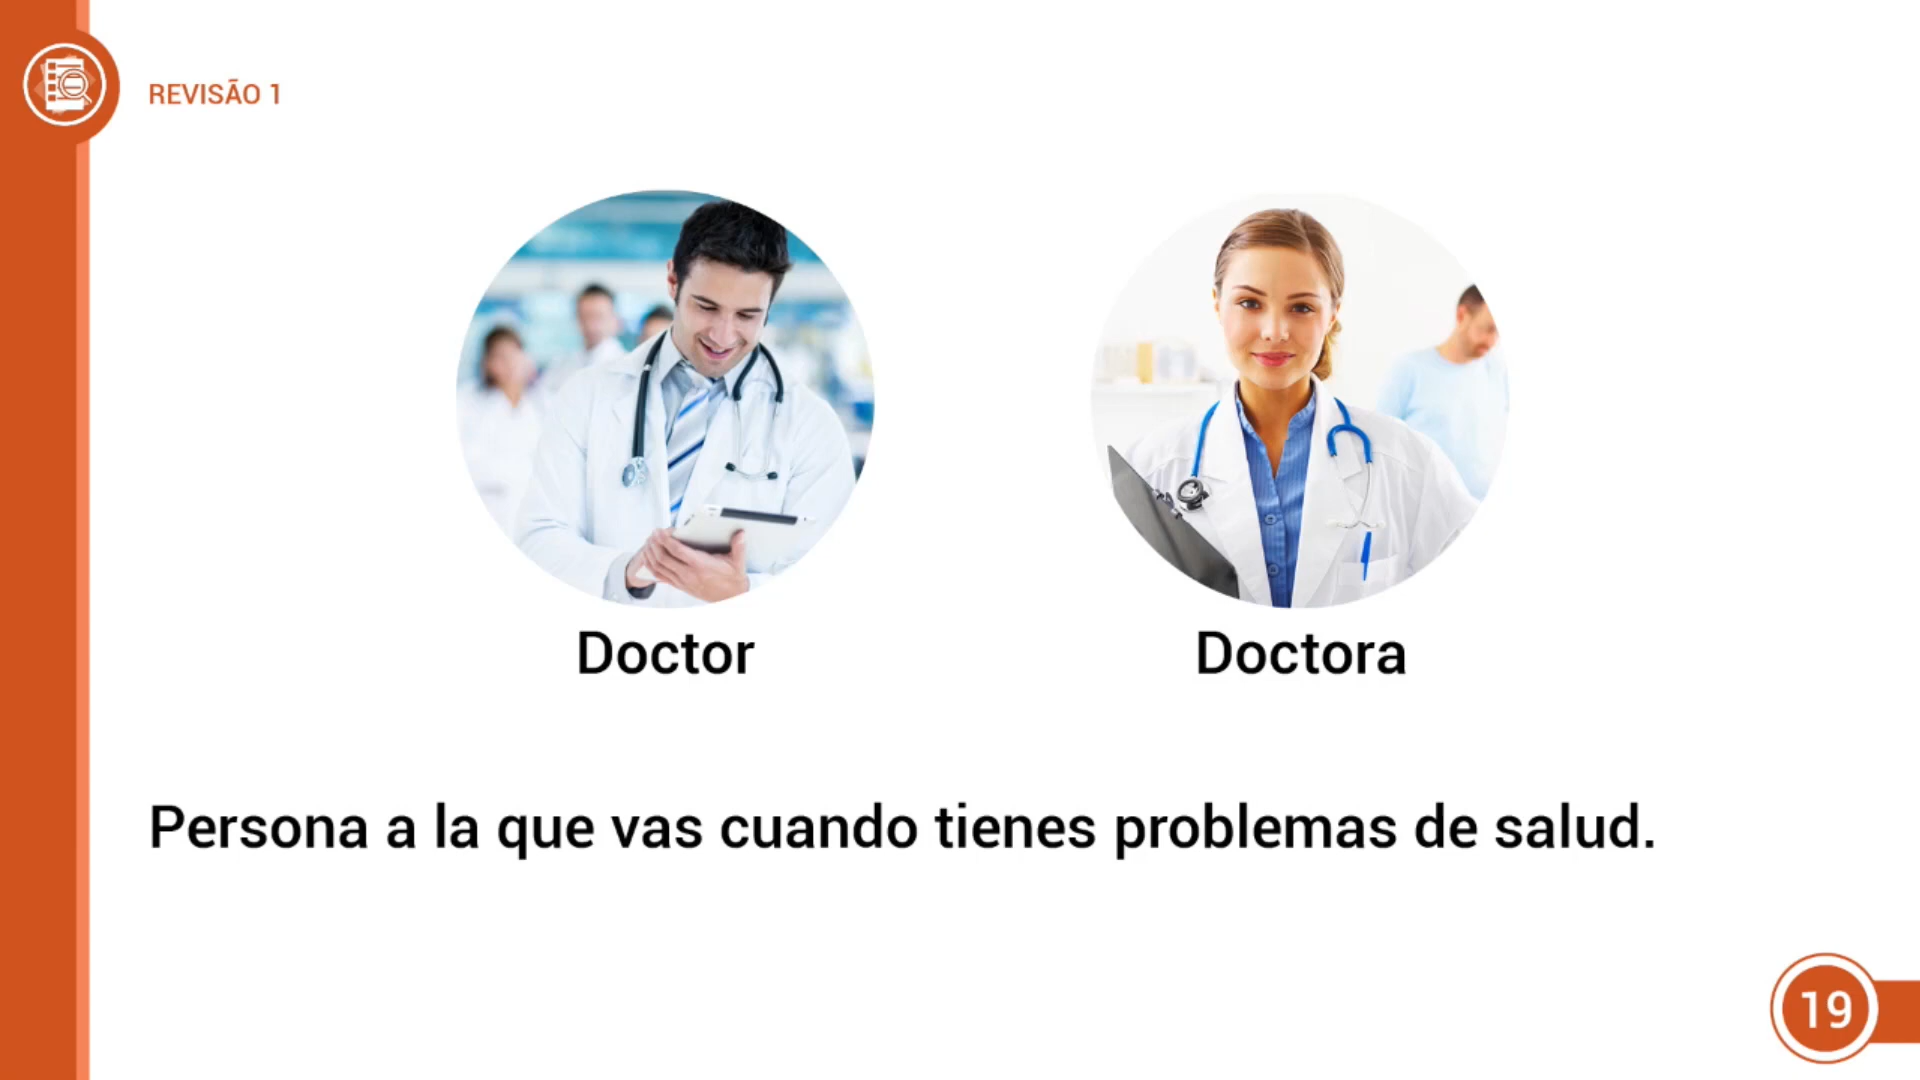 REVISÃO 1
Doctor
Doctora
Persona a la que vas cuando tienes problemas de salud.
19